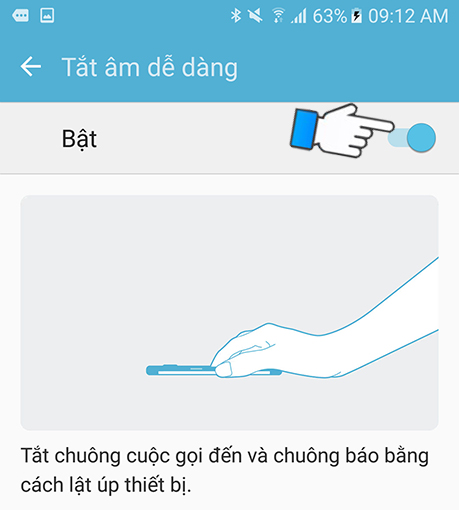 63% 09:12 AM
Tắt âm dễ dàng
Bật
Tắt chuông cuộc gọi đến và chuông báo bằng
cách lật úp thiết bị.